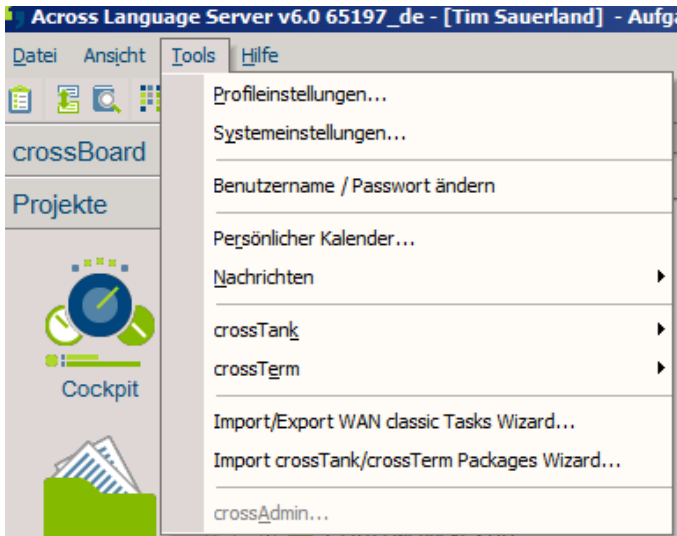 Across Language Server v6.0 65197_de - [Tim Sauerland] - Aufga
Datei Ansicht Tools Hilfe
crossBoard
Projekte
Cockpit
Profileinstellungen...
Systemeinstellungen...
Benutzername / Passwort ändern
Persönlicher Kalender...
Nachrichten
crossTank
crossTerm
Import/Export WAN classic Tasks Wizard...
Import crossTank/crossTerm Packages Wizard...
crossAdmin...